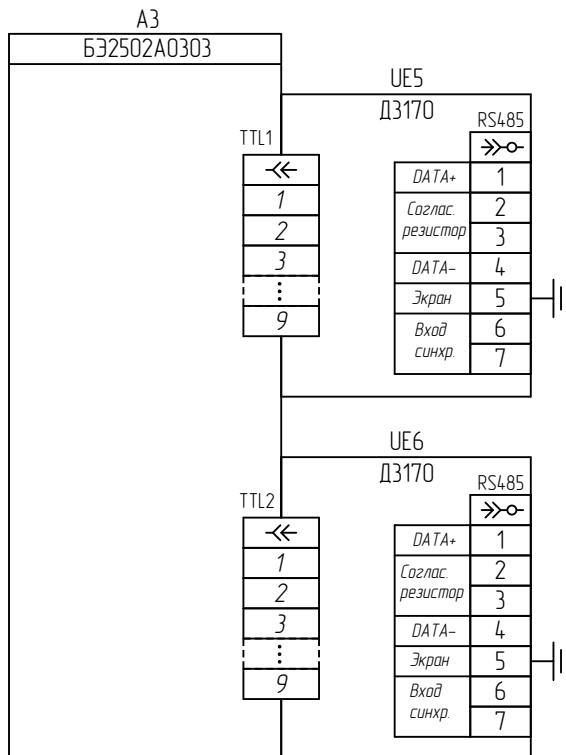 A3
БЭ2502А0303
UE5
Д3170
TTL1
RS485
1
2
3
⋮
9
DATA+ 1
Соглас. 2
резистор 3
DATA- 4
Экран 5
Вход 6
синхр. 7
UE6
Д3170
TTL2
RS485
1
2
3
⋮
9
DATA+ 1
Соглас. 2
резистор 3
DATA- 4
Экран 5
Вход 6
синхр. 7